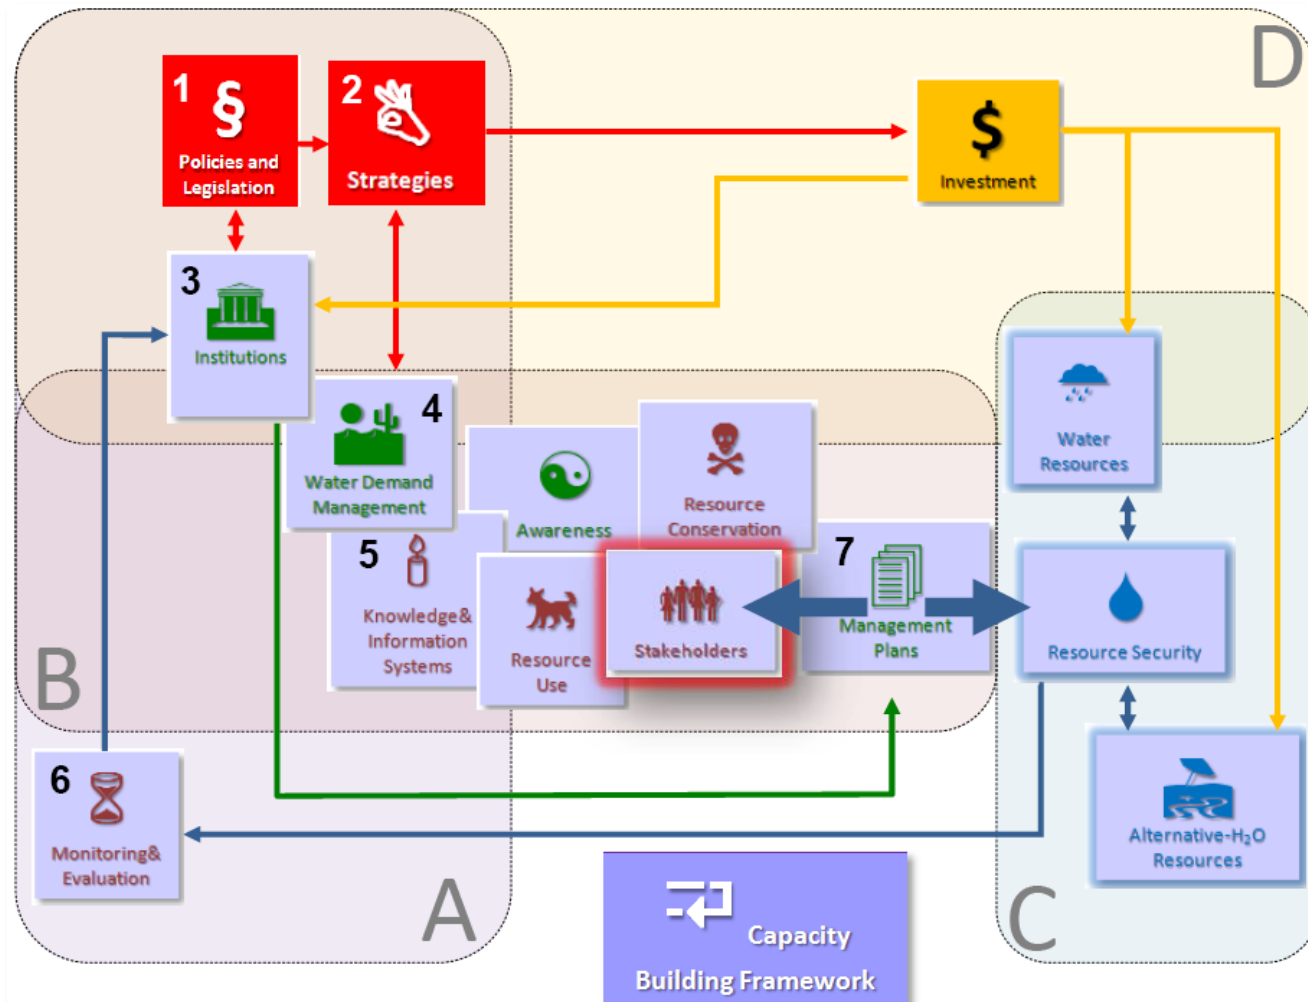 D
1
§
Policies and
Legislation
2
Strategies
$
Investment
3
Institutions
4
Water Demand
Management
Awareness
Resource
Conservation
Water
Resources
5
Knowledge&
Information
Systems
Resource
Use
Stakeholders
7
Management
Plans
Resource Security
B
6
Monitoring&
Evaluation
A
Alternative-H₂O
Resources
C
Capacity
Building Framework